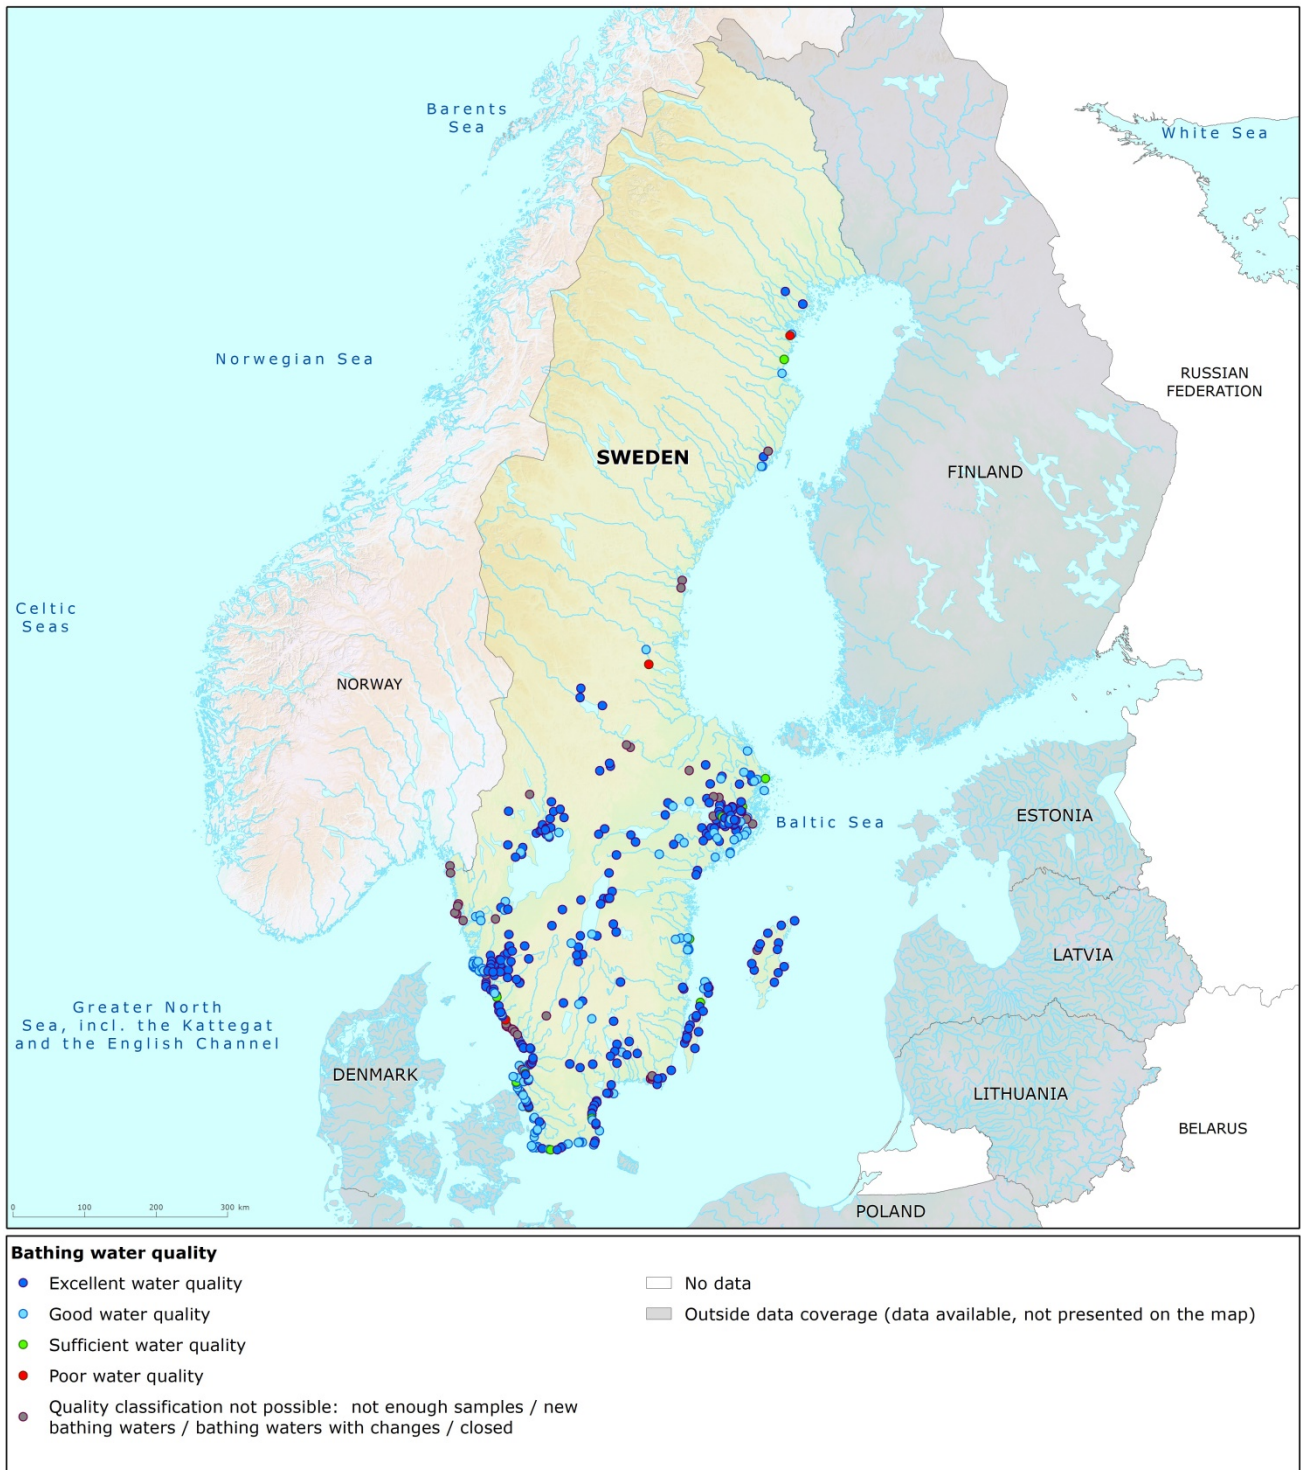 Barents
Sea
White Sea
Norwegian Sea
RUSSIAN
FEDERATION
SWEDEN
FINLAND
Celtic
Seas
NORWAY
Baltic Sea
ESTONIA
LATVIA
Greater North
Sea, incl. the Kattegat
and the English Channel
DENMARK
LITHUANIA
BELARUS
POLAND
0 100 200 300 km
Bathing water quality
Excellent water quality
Good water quality
Sufficient water quality
Poor water quality
Quality classification not possible: not enough samples / new
bathing waters / bathing waters with changes / closed
No data
Outside data coverage (data available, not presented on the map)